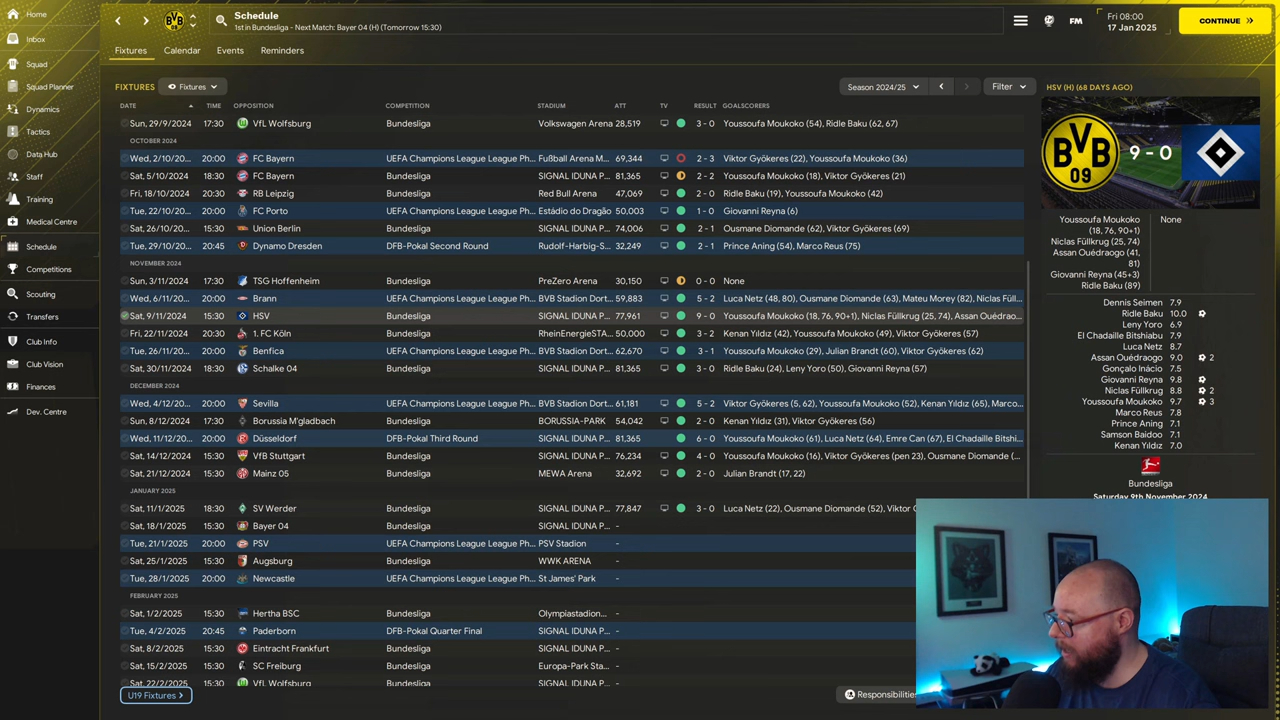 Home
Inbox
Squad
Squad Planner
Dynamics
Tactics
Data Hub
Staff
Training
Medical Centre
Schedule
Competitions
Scouting
Transfers
Club Info
Club Vision
Finances
Dev. Centre
Schedule
1st in Bundesliga - Next Match: Bayer 04 (H) (Tomorrow 15:30)
FM
Fri 08:00
17 Jan 2025
CONTINUE
Fixtures Calendar Events Reminders
FIXTURES Fixtures
Season 2024/25 Filter
DATE TIME OPPOSITION COMPETITION STADIUM ATT TV RESULT GOALSCORERS
Sun, 29/9/2024 17:30 VfL Wolfsburg Bundesliga Volkswagen Arena 28,519 3 - 0 Youssoufa Moukoko (54), Ridle Baku (62, 67)
OCTOBER 2024
Wed, 2/10/20... 20:00 FC Bayern UEFA Champions League League Ph... Fußball Arena M... 69,344 2 - 3 Viktor Gyökeres (22), Youssoufa Moukoko (36)
Sat, 5/10/2024 18:30 FC Bayern Bundesliga SIGNAL IDUNA P... 81,365 2 - 2 Youssoufa Moukoko (18), Viktor Gyökeres (21)
Fri, 18/10/2024 20:30 RB Leipzig Bundesliga Red Bull Arena 47,069 2 - 0 Ridle Baku (19), Youssoufa Moukoko (42)
Tue, 22/10/20... 20:00 FC Porto UEFA Champions League League Ph... Estádio do Dragão 50,003 1 - 0 Giovanni Reyna (6)
Sat, 26/10/2024 15:30 Union Berlin Bundesliga SIGNAL IDUNA P... 74,006 2 - 1 Ousmane Diomande (62), Viktor Gyökeres (69)
Tue, 29/10/20... 20:45 Dynamo Dresden DFB-Pokal Second Round Rudolf-Harbig-S... 32,249 2 - 1 Prince Aning (54), Marco Reus (75)
NOVEMBER 2024
Sun, 3/11/2024 17:30 TSG Hoffenheim Bundesliga PreZero Arena 30,150 0 - 0 None
Wed, 6/11/20... 20:00 Brann UEFA Champions League League Ph... BVB Stadion Dort... 59,883 5 - 2 Luca Netz (48, 80), Ousmane Diomande (63), Mateu Morey (82), Niclas Füll...
Sat, 9/11/2024 15:30 HSV Bundesliga SIGNAL IDUNA P... 77,961 9 - 0 Youssoufa Moukoko (18, 76, 90+1), Niclas Füllkrug (25, 74), Assan Ouédrao...
Fri, 22/11/2024 20:30 1. FC Köln Bundesliga RheinEnergieSTA... 50,000 3 - 2 Kenan Yıldız (42), Youssoufa Moukoko (49), Viktor Gyökeres (57)
Tue, 26/11/20... 20:00 Benfica UEFA Champions League League Ph... BVB Stadion Dort... 62,670 3 - 1 Youssoufa Moukoko (29), Julian Brandt (60), Viktor Gyökeres (62)
Sat, 30/11/2024 15:30 Schalke 04 Bundesliga SIGNAL IDUNA P... 81,365 3 - 0 Ridle Baku (24), Leny Yoro (50), Giovanni Reyna (57)
DECEMBER 2024
Wed, 4/12/20... 20:00 Sevilla UEFA Champions League League Ph... BVB Stadion Dort... 61,181 5 - 2 Viktor Gyökeres (5, 62), Youssoufa Moukoko (52), Kenan Yıldız (65), Marco...
Sun, 8/12/2024 17:30 Borussia M'gladbach Bundesliga BORUSSIA-PARK 54,042 2 - 0 Kenan Yıldız (31), Viktor Gyökeres (56)
Wed, 11/12/20... 20:00 Düsseldorf DFB-Pokal Third Round SIGNAL IDUNA P... 81,365 6 - 0 Youssoufa Moukoko (61), Luca Netz (64), Emre Can (67), El Chadaille Bitshi...
Sat, 14/12/2024 15:30 VfB Stuttgart Bundesliga SIGNAL IDUNA P... 76,234 4 - 0 Youssoufa Moukoko (16), Viktor Gyökeres (pen 23), Ousmane Diomande (...
Sat, 21/12/2024 15:30 Mainz 05 Bundesliga MEWA Arena 32,692 2 - 0 Julian Brandt (17, 22)
JANUARY 2025
Sat, 11/1/2025 18:30 SV Werder Bundesliga SIGNAL IDUNA P... 77,847 3 - 0 Luca Netz (22), Ousmane Diomande (52), Viktor G
Sat, 18/1/2025 15:30 Bayer 04 Bundesliga SIGNAL IDUNA P... -
Tue, 21/1/2025 20:00 PSV UEFA Champions League League Ph... PSV Stadion -
Sat, 25/1/2025 15:30 Augsburg Bundesliga WWK ARENA -
Tue, 28/1/2025 20:00 Newcastle UEFA Champions League League Ph... St James' Park -
FEBRUARY 2025
Sat, 1/2/2025 15:30 Hertha BSC Bundesliga Olympiastadion... -
Tue, 4/2/2025 20:45 Paderborn DFB-Pokal Quarter Final SIGNAL IDUNA P... -
Sat, 8/2/2025 15:30 Eintracht Frankfurt Bundesliga SIGNAL IDUNA P... -
Sat, 15/2/2025 15:30 SC Freiburg Bundesliga Europa-Park Sta... -
Sat, 22/2/2025 15:30 VfL Wolfsburg Bundesliga SIGNAL IDUNA P... -
U19 Fixtures
Responsibilities
HSV (68 DAYS AGO)
BVB 09
9 - 0
Youssoufa Moukoko None
(18, 76, 90+1)
Niclas Füllkrug (25, 74)
Assan Ouédraogo (41,
81)
Giovanni Reyna (45+3)
Ridle Baku (89)
Dennis Seimen 7.9
Ridle Baku 10.0
Leny Yoro 6.9
El Chadaille Bitshiabu 7.9
Luca Netz 8.7
Assan Ouédraogo 9.0 2
Gonçalo Inácio 7.5
Giovanni Reyna 9.8
Niclas Füllkrug 8.8 2
Youssoufa Moukoko 9.7 3
Marco Reus 7.8
Prince Aning 7.1
Samson Baidoo 7.1
Kenan Yıldız 7.0
Bundesliga
Saturday 9th November 2024